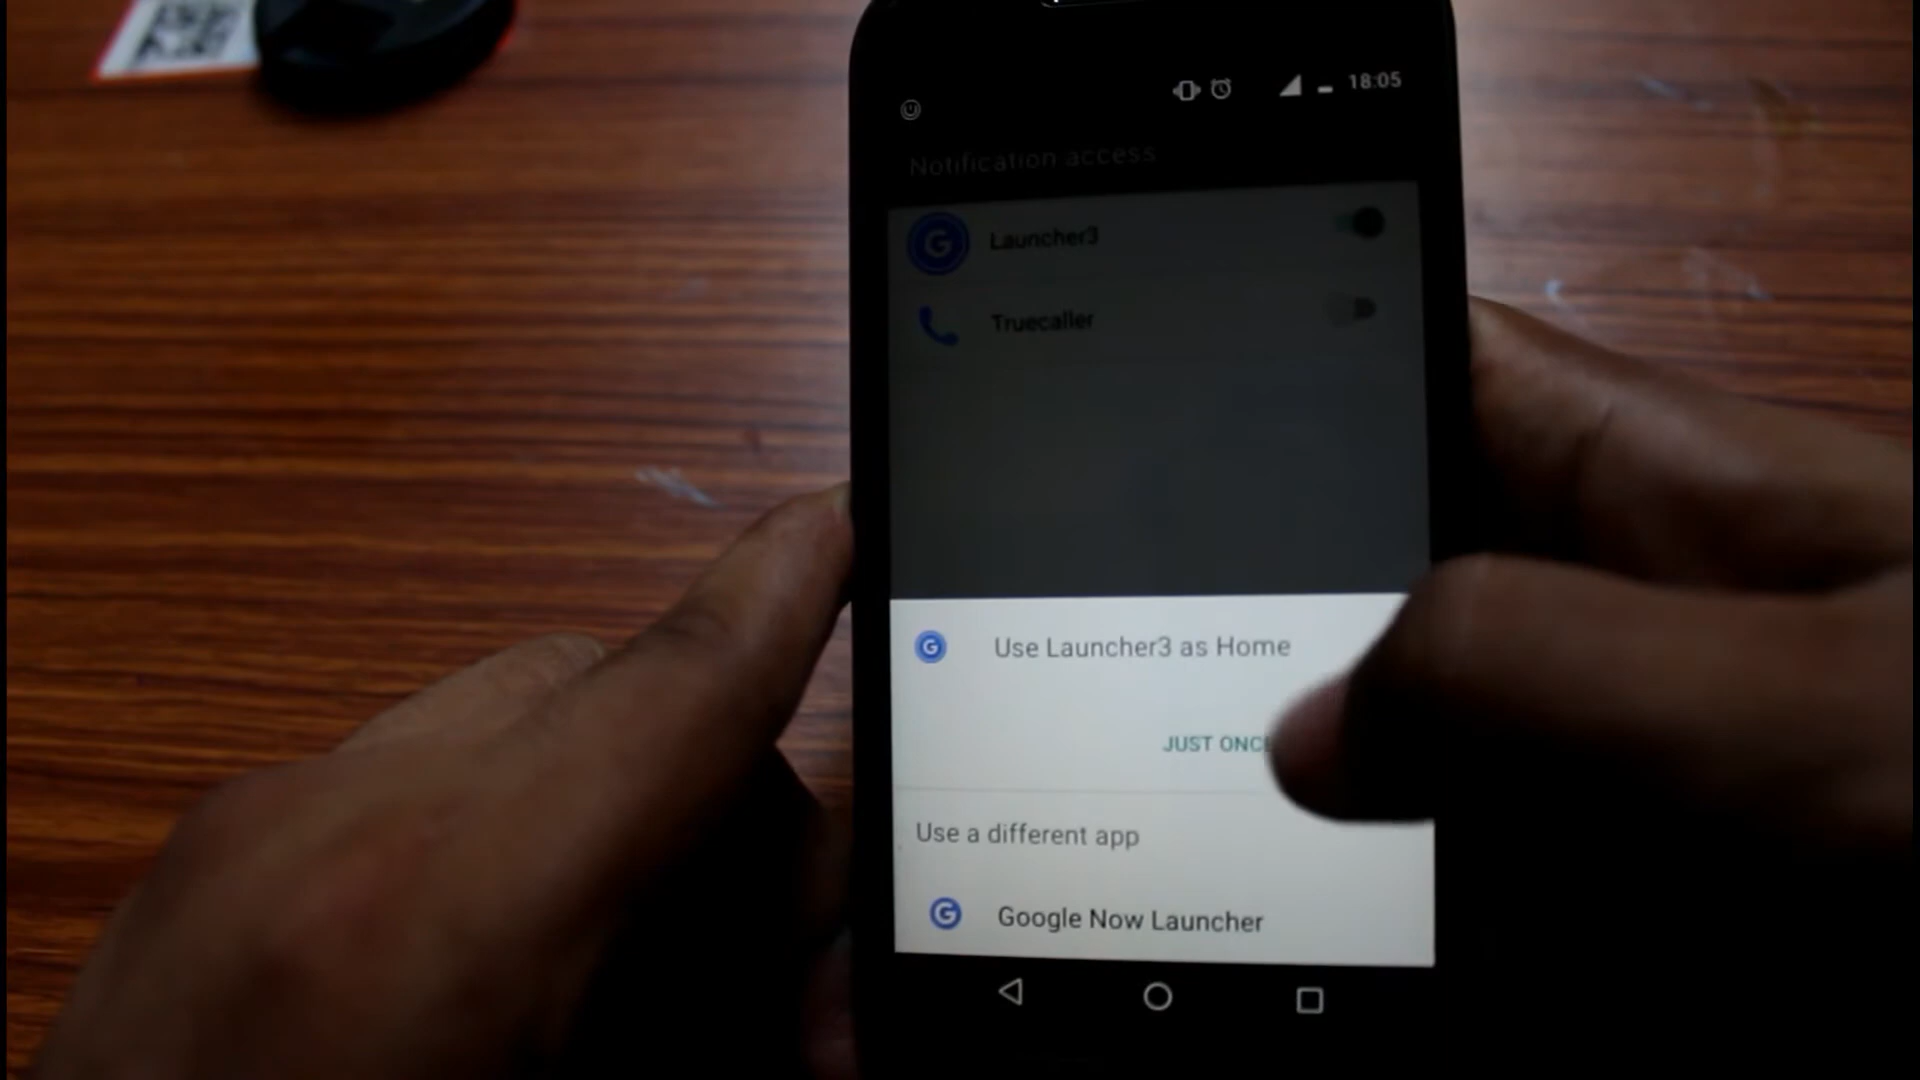 18:05
Notification access
Launcher3
Truecaller
Use Launcher3 as Home
JUST ONCE
Use a different app
Google Now Launcher